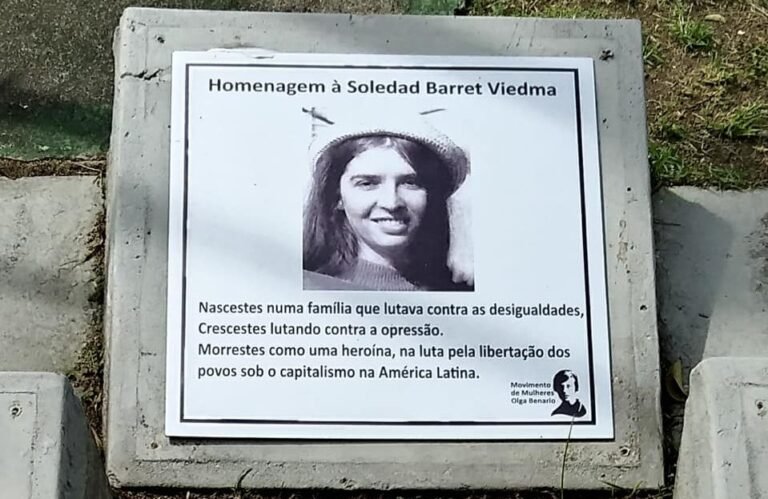 Homenagem à Soledad Barret Viedma
Nascestes numa família que lutava contra as desigualdades,
Crescestes lutando contra a opressão.
Morrestes como uma heroína, na luta pela libertação dos
povos sob o capitalismo na América Latina.
Movimento
de Mulheres
Olga Benario